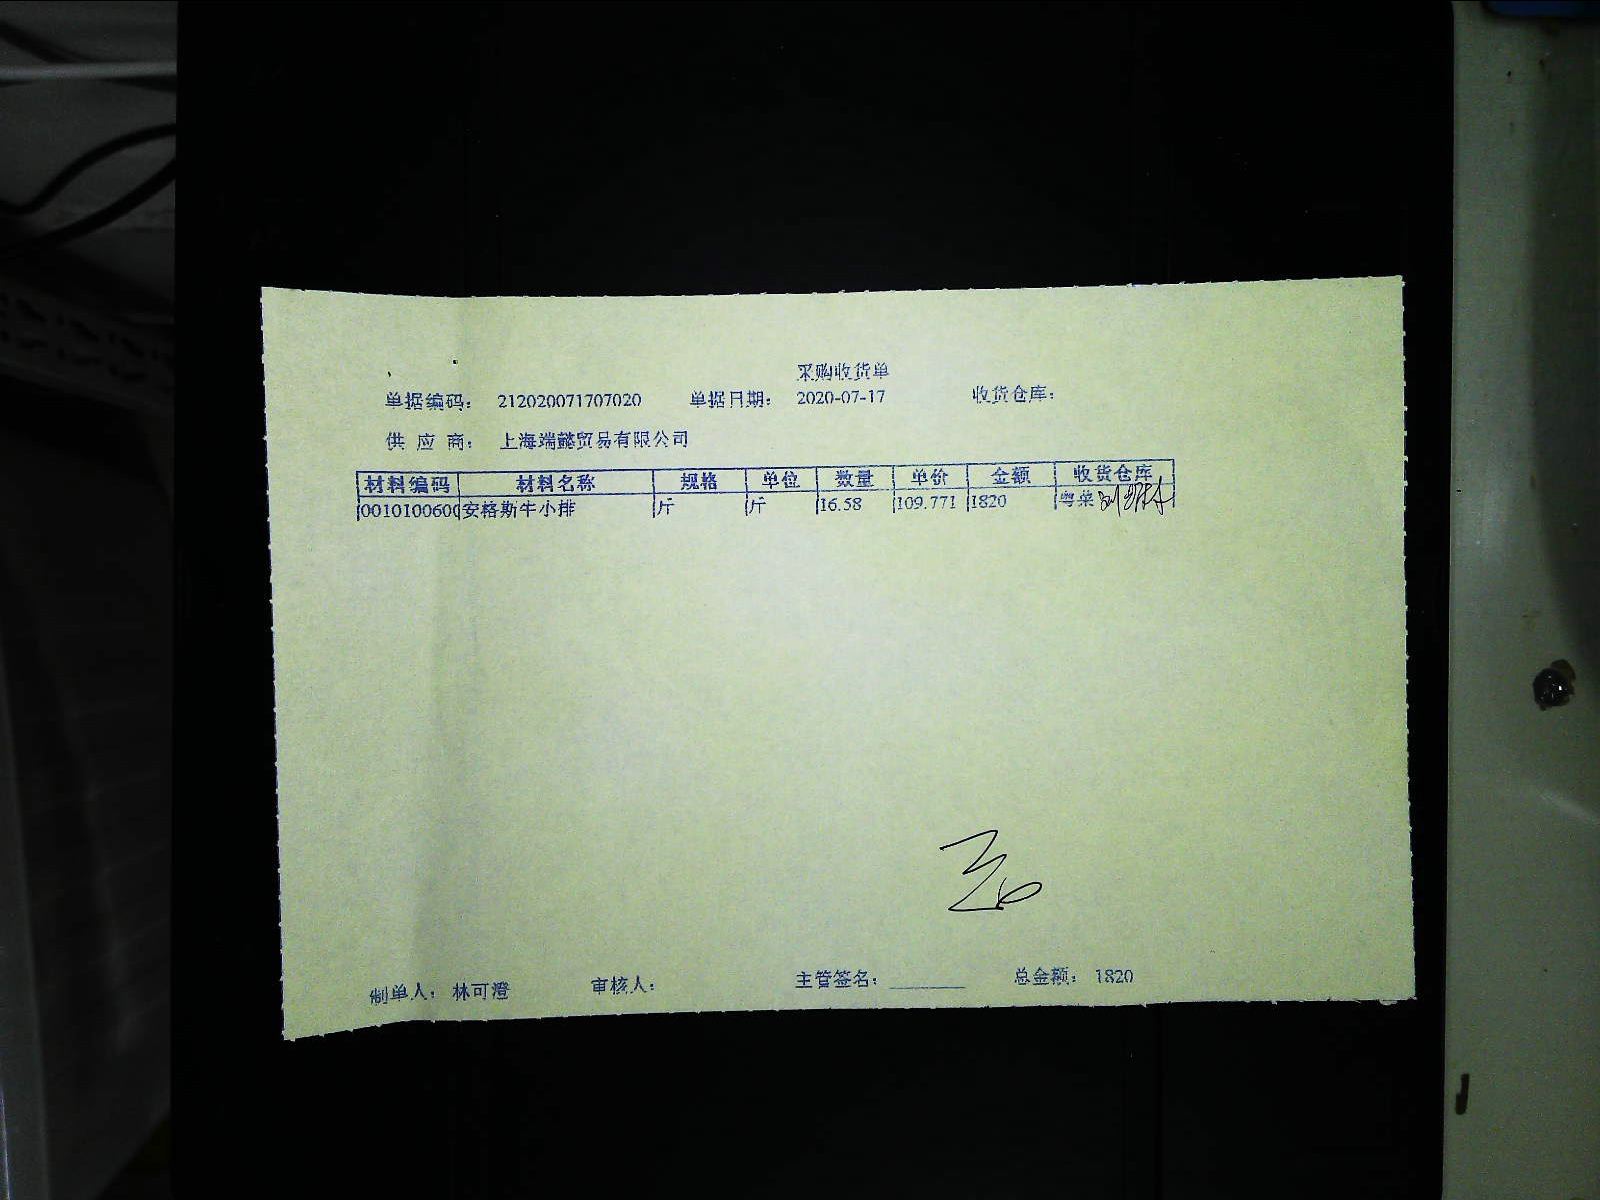 采购收货单
单据编码： 212020071707020 单据日期： 2020-07-17 收货仓库：
供 应 商： 上海端懿贸易有限公司
材料编码 材料名称 规格 单位 数量 单价 金额 收货仓库
0010100600 安格斯牛小排 斤 斤 16.58 109.771 1820 粤菜
制单人： 林可澄 审核人： 主管签名： 总金额： 1820